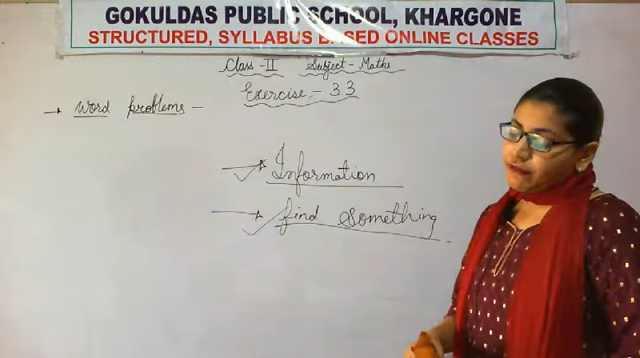 GOKULDAS PUBLIC SCHOOL, KHARGONE
STRUCTURED, SYLLABUS BASED ONLINE CLASSES
Class - II Subject - Maths
Exercise - 33
→ Word problems -
→ Information
→ find something